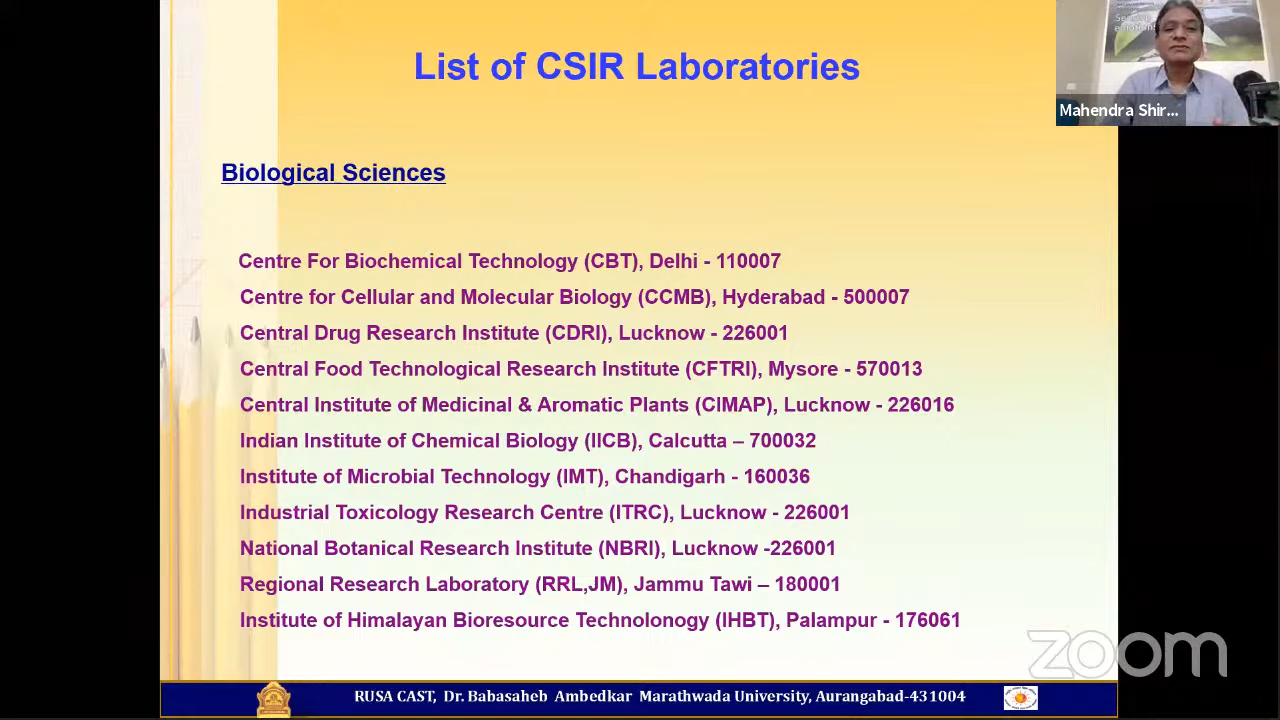 List of CSIR Laboratories
Mahendra Shir...
Biological Sciences
Centre For Biochemical Technology (CBT), Delhi - 110007
Centre for Cellular and Molecular Biology (CCMB), Hyderabad - 500007
Central Drug Research Institute (CDRI), Lucknow - 226001
Central Food Technological Research Institute (CFTRI), Mysore - 570013
Central Institute of Medicinal & Aromatic Plants (CIMAP), Lucknow - 226016
Indian Institute of Chemical Biology (IICB), Calcutta – 700032
Institute of Microbial Technology (IMT), Chandigarh - 160036
Industrial Toxicology Research Centre (ITRC), Lucknow - 226001
National Botanical Research Institute (NBRI), Lucknow -226001
Regional Research Laboratory (RRL,JM), Jammu Tawi – 180001
Institute of Himalayan Bioresource Technolonogy (IHBT), Palampur - 176061
zoom
RUSA CAST, Dr. Babasaheb Ambedkar Marathwada University, Aurangabad-431004